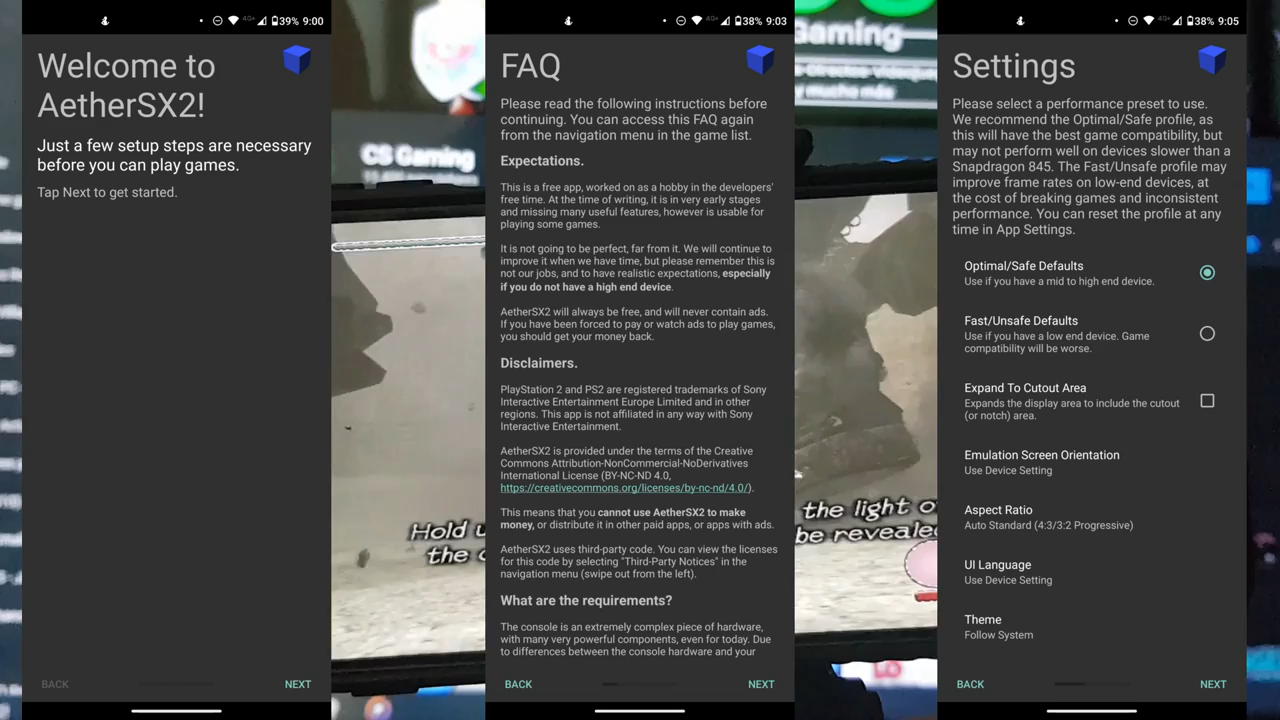 39% 9:00
Welcome to
AetherSX2!
Just a few setup steps are necessary
before you can play games.
Tap Next to get started.
BACK
NEXT
CS Gaming
Hold u
the
4G+ 38% 9:03
FAQ
Please read the following instructions before
continuing. You can access this FAQ again
from the navigation menu in the game list.
Expectations.
This is a free app, worked on as a hobby in the developers'
free time. At the time of writing, it is in very early stages
and missing many useful features, however is usable for
playing some games.
It is not going to be perfect, far from it. We will continue to
improve it when we have time, but please remember this is
not our jobs, and to have realistic expectations, especially
if you do not have a high end device.
AetherSX2 will always be free, and will never contain ads.
If you have been forced to pay or watch ads to play games,
you should get your money back.
Disclaimers.
PlayStation 2 and PS2 are registered trademarks of Sony
Interactive Entertainment Europe Limited and in other
regions. This app is not affiliated in any way with Sony
Interactive Entertainment.
AetherSX2 is provided under the terms of the Creative
Commons Attribution-NonCommercial-NoDerivatives
International License (BY-NC-ND 4.0,
https://creativecommons.org/licenses/by-nc-nd/4.0/).
This means that you cannot use AetherSX2 to make
money, or distribute it in other paid apps, or apps with ads.
AetherSX2 uses third-party code. You can view the licenses
for this code by selecting "Third-Party Notices" in the
navigation menu (swipe out from the left).
What are the requirements?
The console is an extremely complex piece of hardware,
with many very powerful components, even for today. Due
to differences between the console hardware and your
BACK
NEXT
Gaming
y mucho más
the light o
be reveale
4G+ 38% 9:05
Settings
Please select a performance preset to use.
We recommend the Optimal/Safe profile, as
this will have the best game compatibility, but
may not perform well on devices slower than a
Snapdragon 845. The Fast/Unsafe profile may
improve frame rates on low-end devices, at
the cost of breaking games and inconsistent
performance. You can reset the profile at any
time in App Settings.
Optimal/Safe Defaults
Use if you have a mid to high end device.
Fast/Unsafe Defaults
Use if you have a low end device. Game
compatibility will be worse.
Expand To Cutout Area
Expands the display area to include the cutout
(or notch) area.
Emulation Screen Orientation
Use Device Setting
Aspect Ratio
Auto Standard (4:3/3:2 Progressive)
UI Language
Use Device Setting
Theme
Follow System
BACK
NEXT